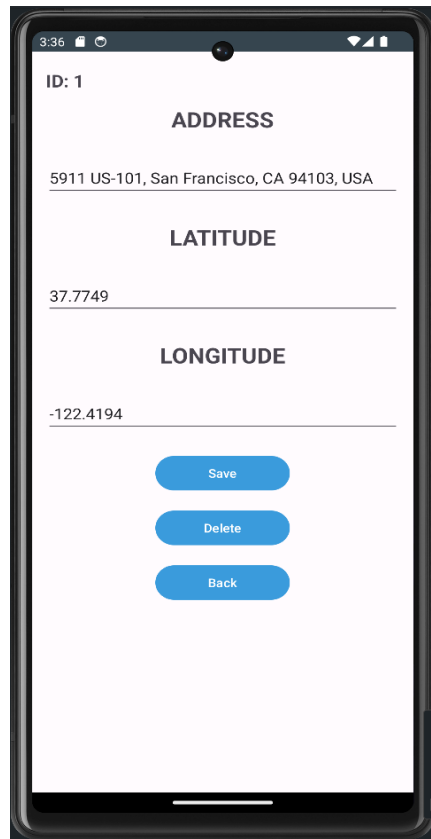 3:36
ID: 1
ADDRESS
5911 US-101, San Francisco, CA 94103, USA
LATITUDE
37.7749
LONGITUDE
-122.4194
Save
Delete
Back